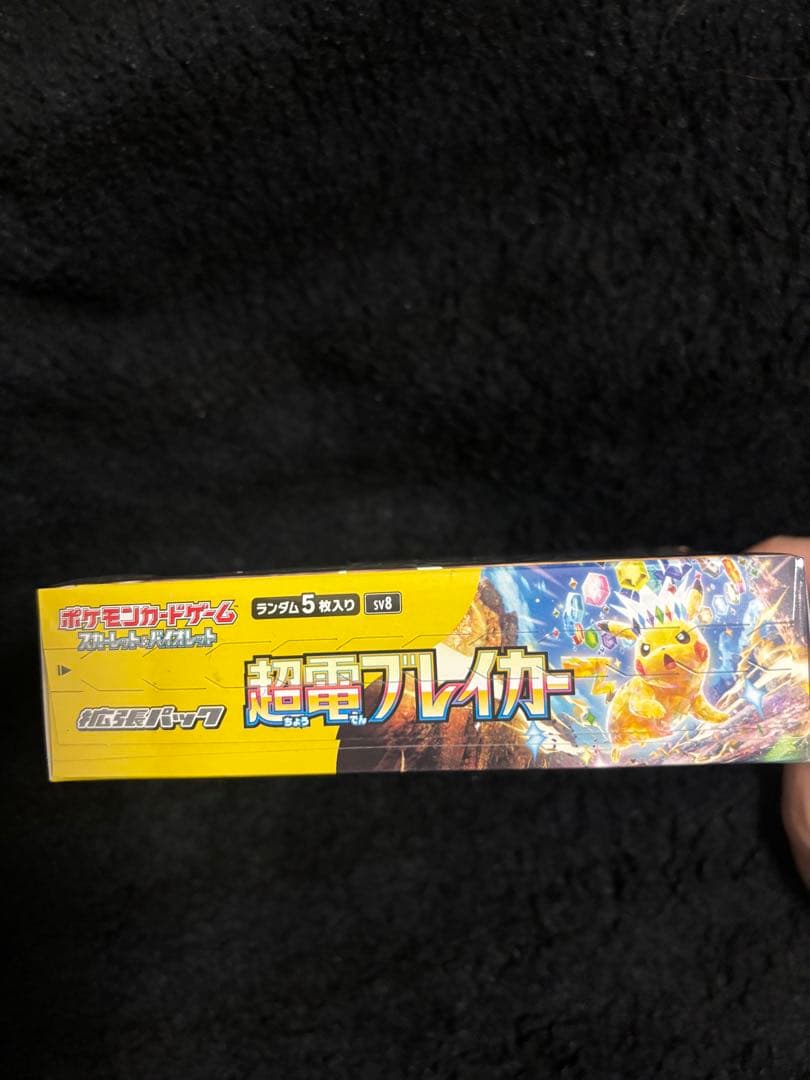 ポケモンカードゲーム
スカーレット&バイオレット
ランダム5枚入り
SV8
拡張パック
超電ブレイカー
ちょう でん